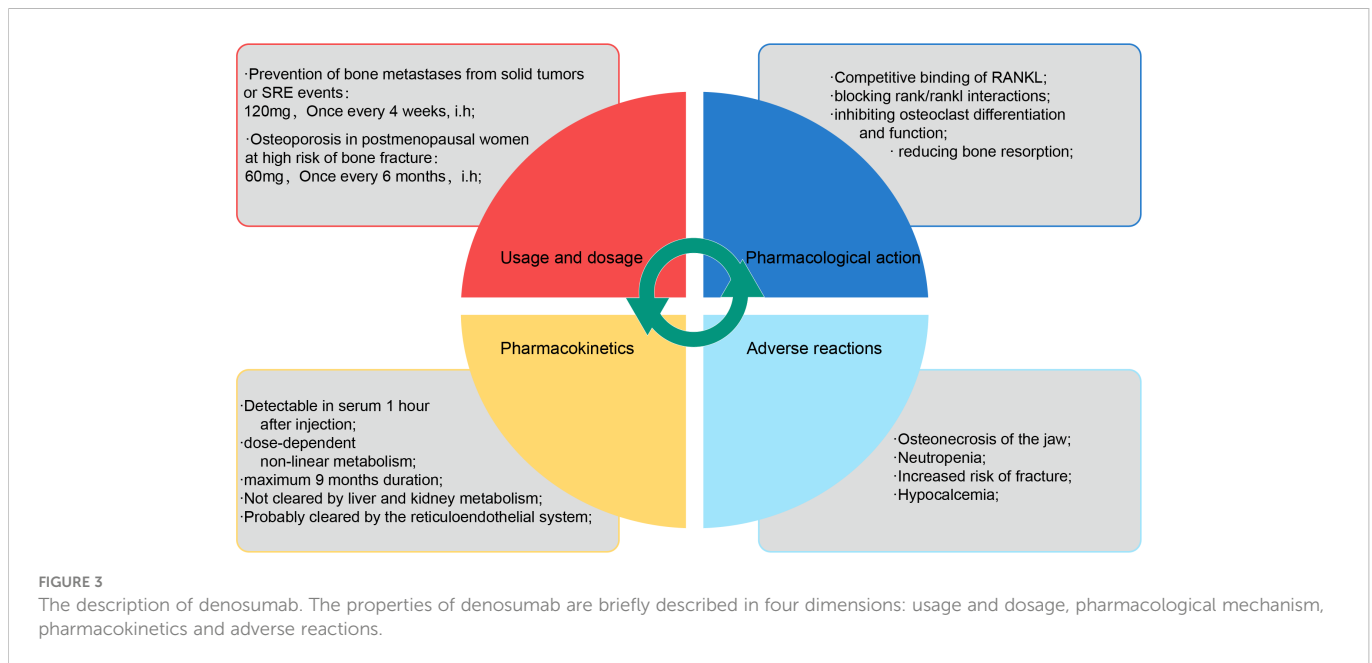 ·Prevention of bone metastases from solid tumors
or SRE events：
120mg，Once every 4 weeks, i.h;
·Osteoporosis in postmenopausal women
at high risk of bone fracture：
60mg，Once every 6 months，i.h;
·Competitive binding of RANKL;
·blocking rank/rankl interactions;
·inhibiting osteoclast differentiation
and function;
· reducing bone resorption;
Usage and dosage
Pharmacological action
Pharmacokinetics
Adverse reactions
·Detectable in serum 1 hour
after injection;
·dose-dependent
non-linear metabolism;
·maximum 9 months duration;
·Not cleared by liver and kidney metabolism;
·Probably cleared by the reticuloendothelial system;
·Osteonecrosis of the jaw;
·Neutropenia;
·Increased risk of fracture;
·Hypocalcemia;
FIGURE 3
The description of denosumab. The properties of denosumab are briefly described in four dimensions: usage and dosage, pharmacological mechanism,
pharmacokinetics and adverse reactions.